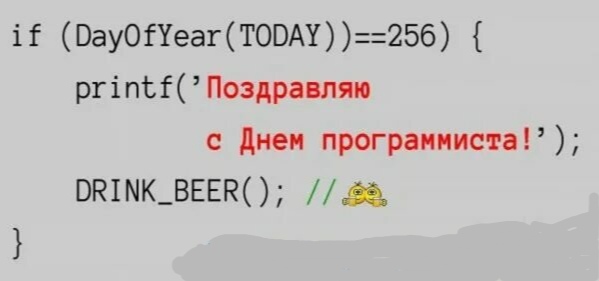 if (DayOfYear(TODAY))==256) {
printf('Поздравляю
с Днем программиста!');
DRINK_BEER(); //
}